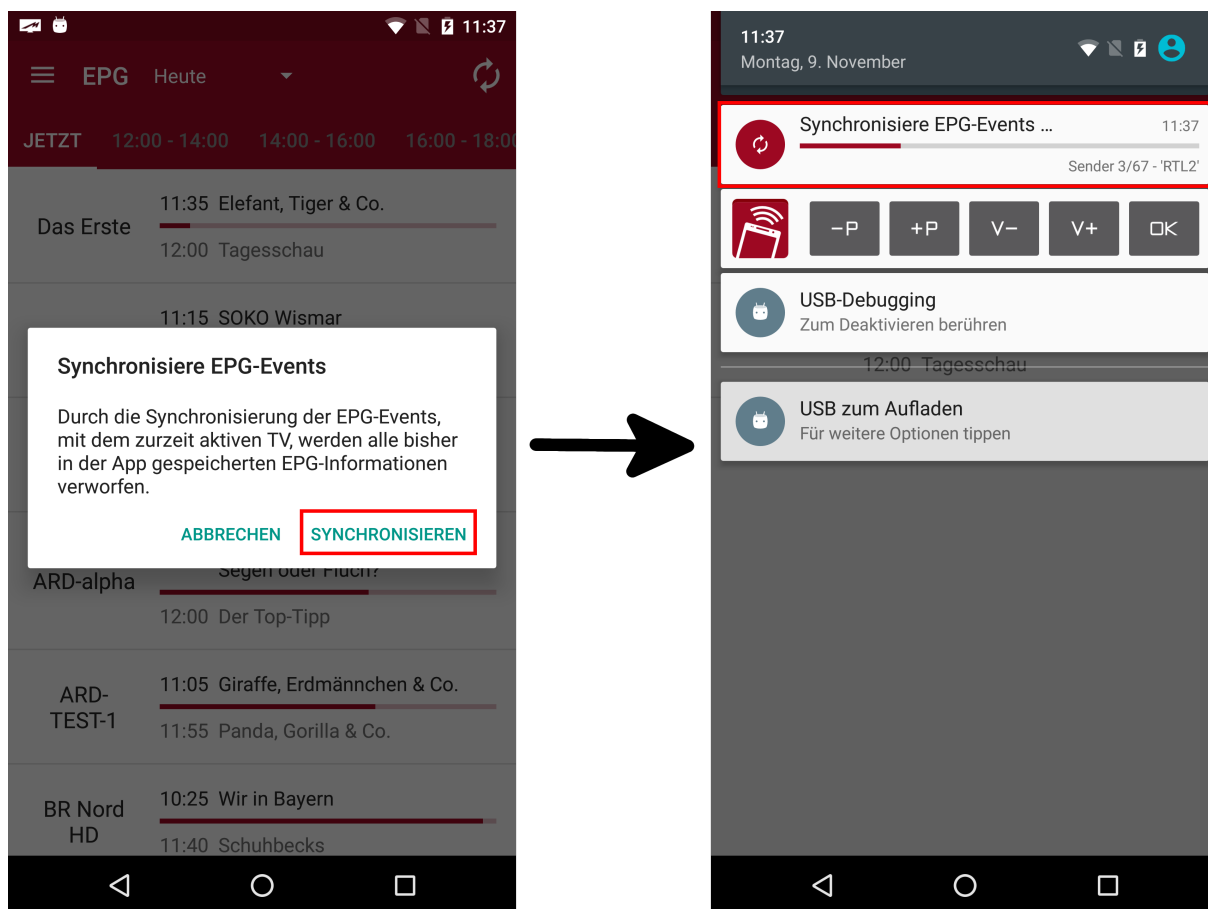 11:37
EPG Heute
JETZT 12:00 - 14:00 14:00 - 16:00 16:00 - 18:00
Das Erste
11:35 Elefant, Tiger & Co.
12:00 Tagesschau
11:15 SOKO Wismar
Synchronisiere EPG-Events
Durch die Synchronisierung der EPG-Events,
mit dem zurzeit aktiven TV, werden alle bisher
in der App gespeicherten EPG-Informationen
verworfen.
ABBRECHEN SYNCHRONISIEREN
ARD-alpha
Segen oder Fluch?
12:00 Der Top-Tipp
ARD-
TEST-1
11:05 Giraffe, Erdmännchen & Co.
11:55 Panda, Gorilla & Co.
BR Nord
HD
10:25 Wir in Bayern
11:40 Schuhbecks
11:37
Montag, 9. November
Synchronisiere EPG-Events ... 11:37
Sender 3/67 - 'RTL2'
-P +P V- V+ OK
USB-Debugging
Zum Deaktivieren berühren
12:00 Tagesschau
USB zum Aufladen
Für weitere Optionen tippen